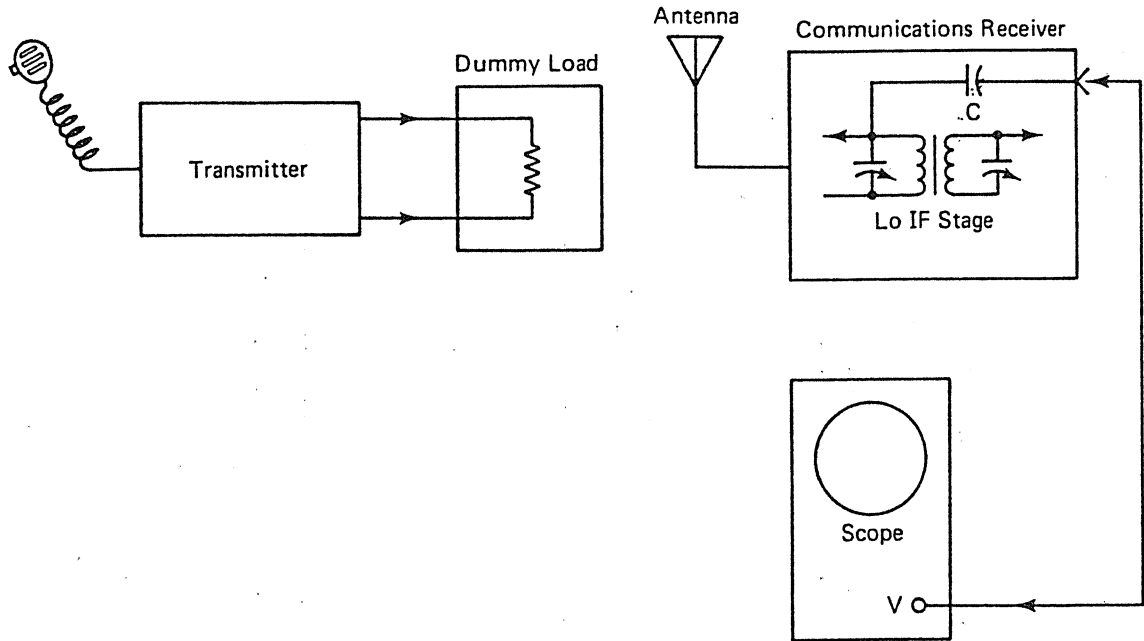 Antenna
Communications Receiver
Dummy Load
C
Transmitter
Lo IF Stage
Scope
V